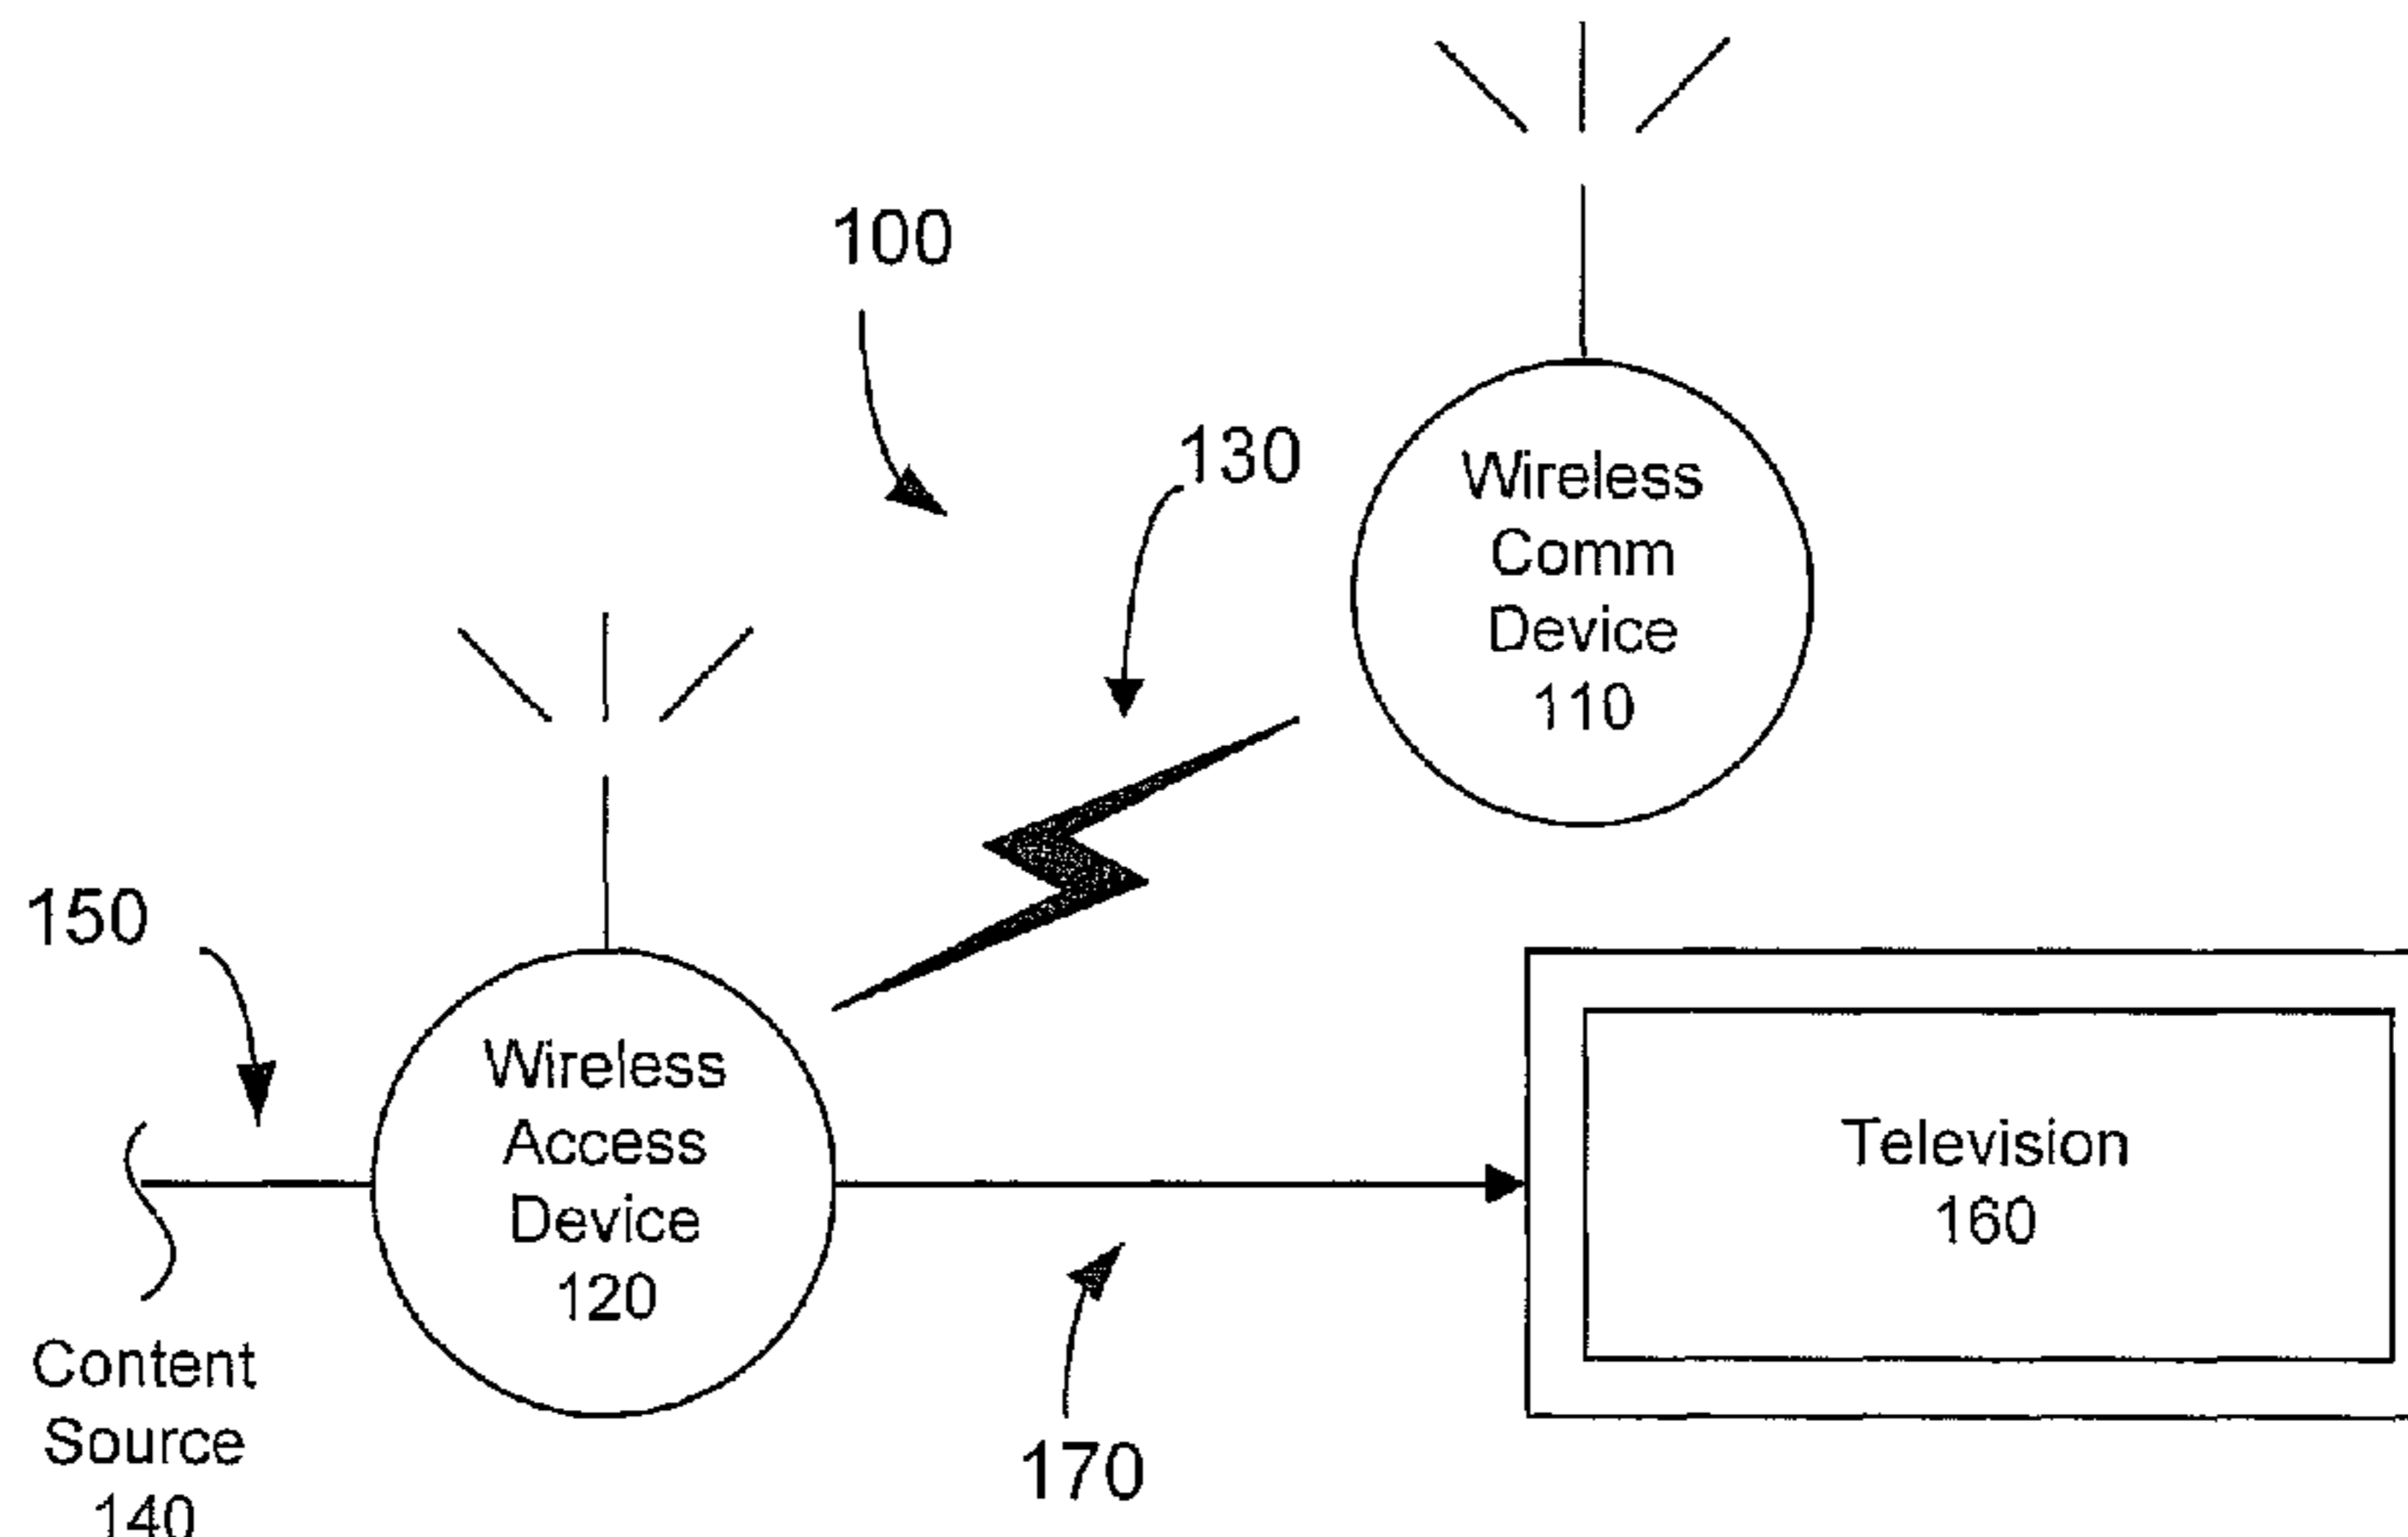 100
130
Wireless
Comm
Device
110
150
Wireless
Access
Device
120
Television
160
Content
Source
140
170